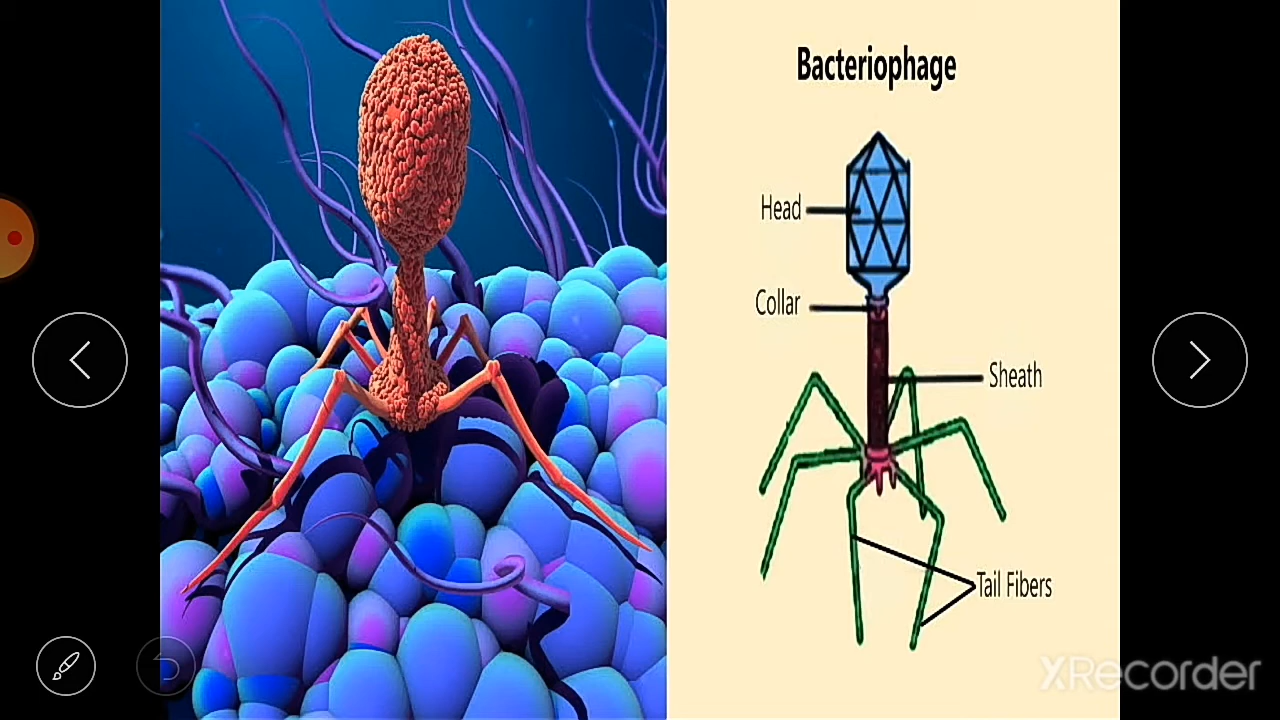 Bacteriophage
Head
Collar
Sheath
Tail Fibers
XRecorder